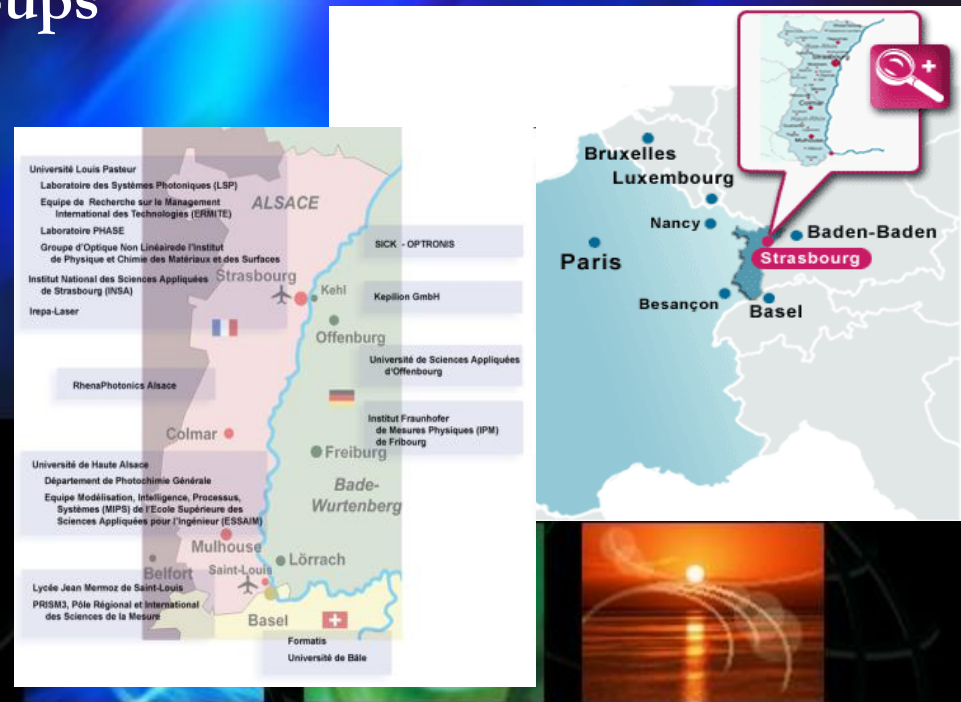 ups
Université Louis Pasteur
Laboratoire des Systèmes Photoniques (LSP)
Equipe de Recherche sur le Management
International des Technologies (ERMITE)
Laboratoire PHASE
Groupe d'Optique Non Linéairede l'Institut
de Physique et Chimie des Matériaux et des Surfaces
Institut National des Sciences Appliquées
de Strasbourg (INSA)
Irepa-Laser
RhenaPhotonics Alsace
Université de Haute Alsace
Département de Photochimie Générale
Equipe Modélisation, Intelligence, Processus,
Systèmes (MIPS) de l'Ecole Supérieure des
Sciences Appliquées pour l'Ingénieur (ESSAIM)
Lycée Jean Mermoz de Saint-Louis
PRISM3, Pôle Régional et International
des Sciences de la Mesure
ALSACE
Strasbourg
Kehl
Offenburg
Colmar
Freiburg
Bade-
Wurtenberg
Mulhouse
Lörrach
Belfort
Saint-Louis
Basel
SICK - OPTRONIS
Kepilion GmbH
Université de Sciences Appliquées
d'Offenbourg
Institut Fraunhofer
de Mesures Physiques (IPM)
de Fribourg
Formatis
Université de Bâle
Strasbourg
Colmar
Haut-Rhin
Mulhouse
Bruxelles
Luxembourg
Nancy
Baden-Baden
Paris
Strasbourg
Besançon
Basel